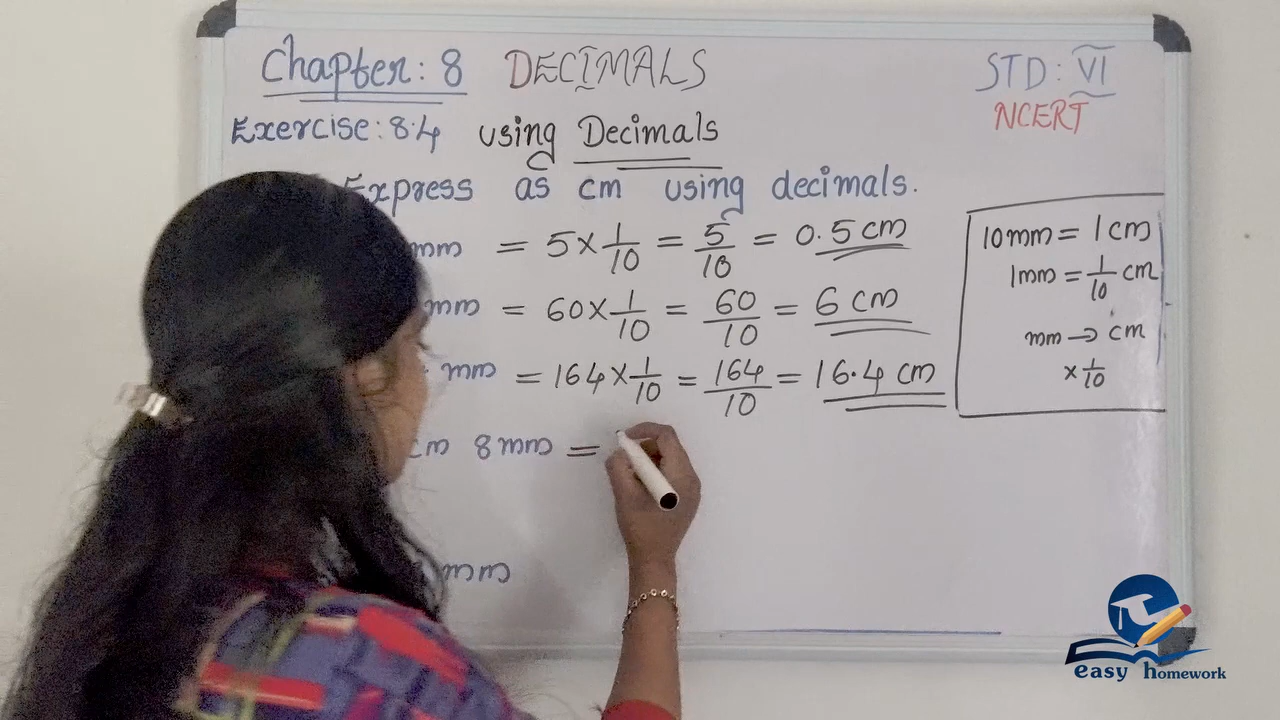 Chapter: 8 DECIMALS STD: VI
NCERT
Exercise: 8.4 using Decimals
Express as cm using decimals.
mm = 5 × 1/10 = 5/10 = 0.5 cm
mm = 60 × 1/10 = 60/10 = 6 cm
mm = 164 × 1/10 = 164/10 = 16.4 cm
cm 8 mm =
mm
10 mm = 1 cm
1 mm = 1/10 cm
mm → cm
× 1/10
easy homework